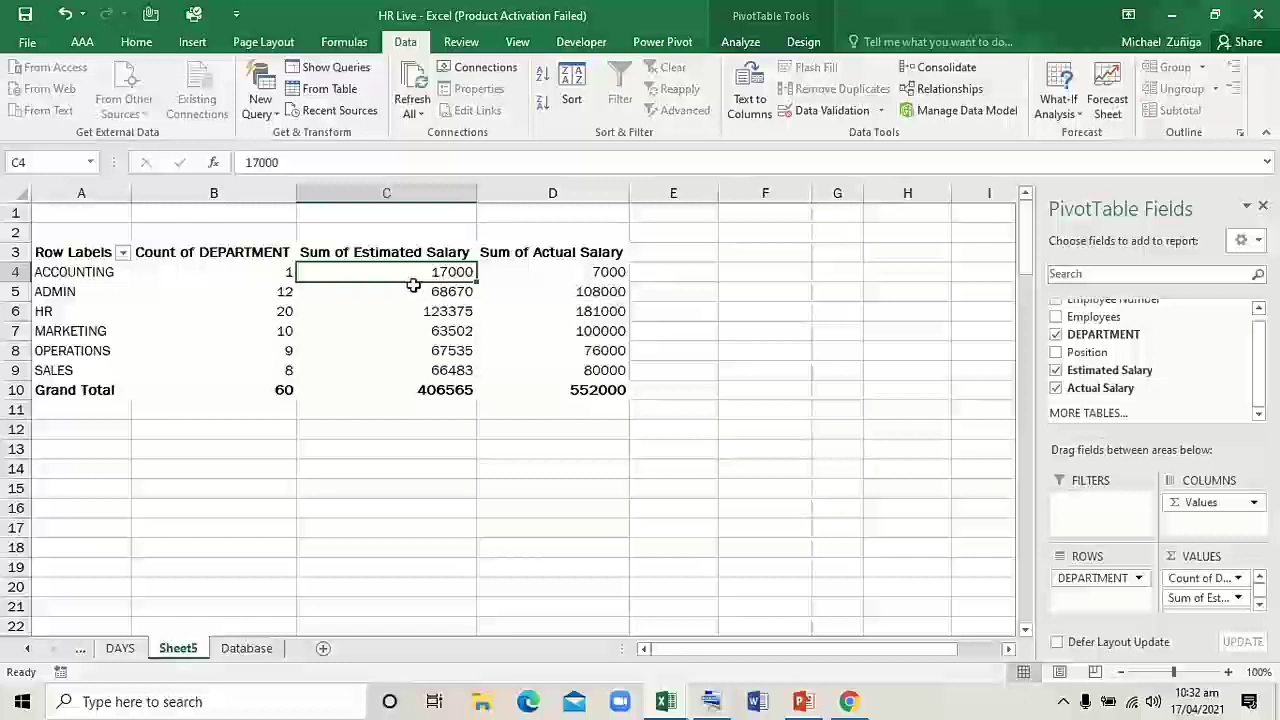 HR Live - Excel (Product Activation Failed)
PivotTable Tools
File AAA Home Insert Page Layout Formulas Data Review View Developer Power Pivot Analyze Design Tell me what you want to do... Michael Zuñiga Share
From Access
From Web
From Text
From Other Sources
Existing Connections
Get External Data
New Query
Show Queries
From Table
Recent Sources
Get & Transform
Refresh All
Connections
Properties
Edit Links
Connections
Sort
Filter
Clear
Reapply
Advanced
Sort & Filter
Text to Columns
Flash Fill
Remove Duplicates
Data Validation
Consolidate
Relationships
Manage Data Model
Data Tools
What-If Analysis
Forecast Sheet
Forecast
Group
Ungroup
Subtotal
Outline
C4 fx 17000
A B C D E F G H I
1
2
3 Row Labels Count of DEPARTMENT Sum of Estimated Salary Sum of Actual Salary
4 ACCOUNTING 1 17000 7000
5 ADMIN 12 68670 108000
6 HR 20 123375 181000
7 MARKETING 10 63502 100000
8 OPERATIONS 9 67535 76000
9 SALES 8 66483 80000
10 Grand Total 60 406565 552000
11
12
13
14
15
16
17
18
19
20
21
22
PivotTable Fields
Choose fields to add to report:
Search
Employee Number
Employees
DEPARTMENT
Position
Estimated Salary
Actual Salary
MORE TABLES...
Drag fields between areas below:
FILTERS
COLUMNS
Σ Values
ROWS
DEPARTMENT
Σ VALUES
Count of D...
Sum of Est...
Defer Layout Update UPDATE
... DAYS Sheet5 Database
Ready
100%
Type here to search
10:32 am
17/04/2021